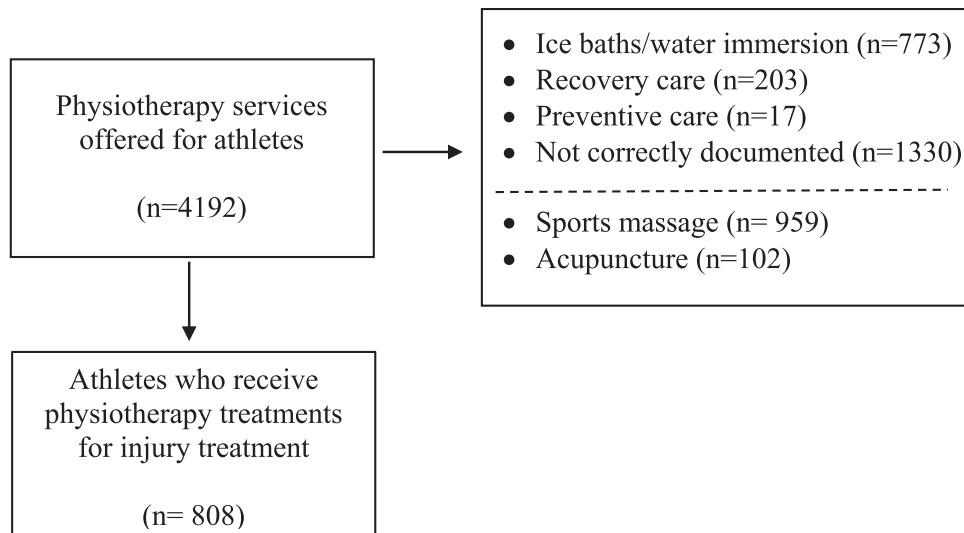 Physiotherapy services
offered for athletes
(n=4192)
• Ice baths/water immersion (n=773)
• Recovery care (n=203)
• Preventive care (n=17)
• Not correctly documented (n=1330)
• Sports massage (n= 959)
• Acupuncture (n=102)
Athletes who receive
physiotherapy treatments
for injury treatment
(n= 808)